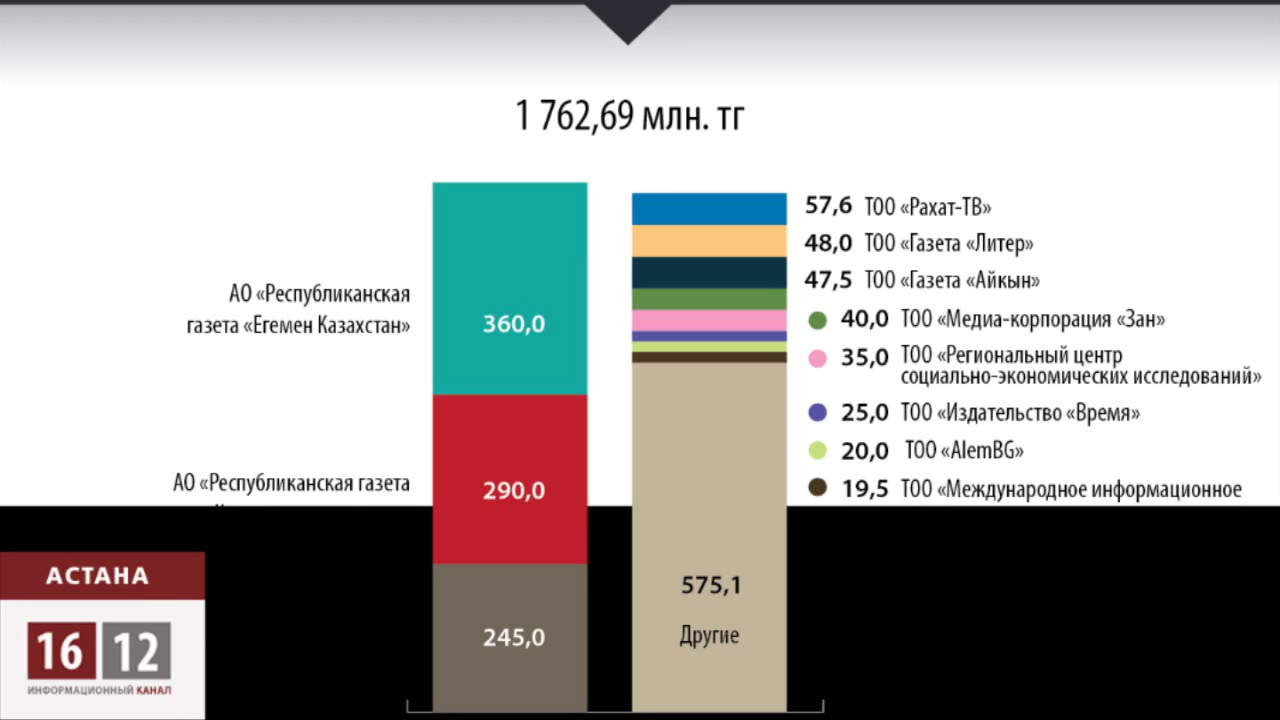 1 762,69 млн. тг
АО «Республиканская
газета «Егемен Казахстан»
360,0
АО «Республиканская газета
290,0
245,0
57,6 ТОО «Рахат-ТВ»
48,0 ТОО «Газета «Литер»
47,5 ТОО «Газета «Айкын»
40,0 ТОО «Медиа-корпорация «Зан»
35,0 ТОО «Региональный центр
социально-экономических исследований»
25,0 ТОО «Издательство «Время»
20,0 ТОО «AlemBG»
19,5 ТОО «Международное информационное
575,1
Другие
АСТАНА
16 12
ИНФОРМАЦИОННЫЙ КАНАЛ